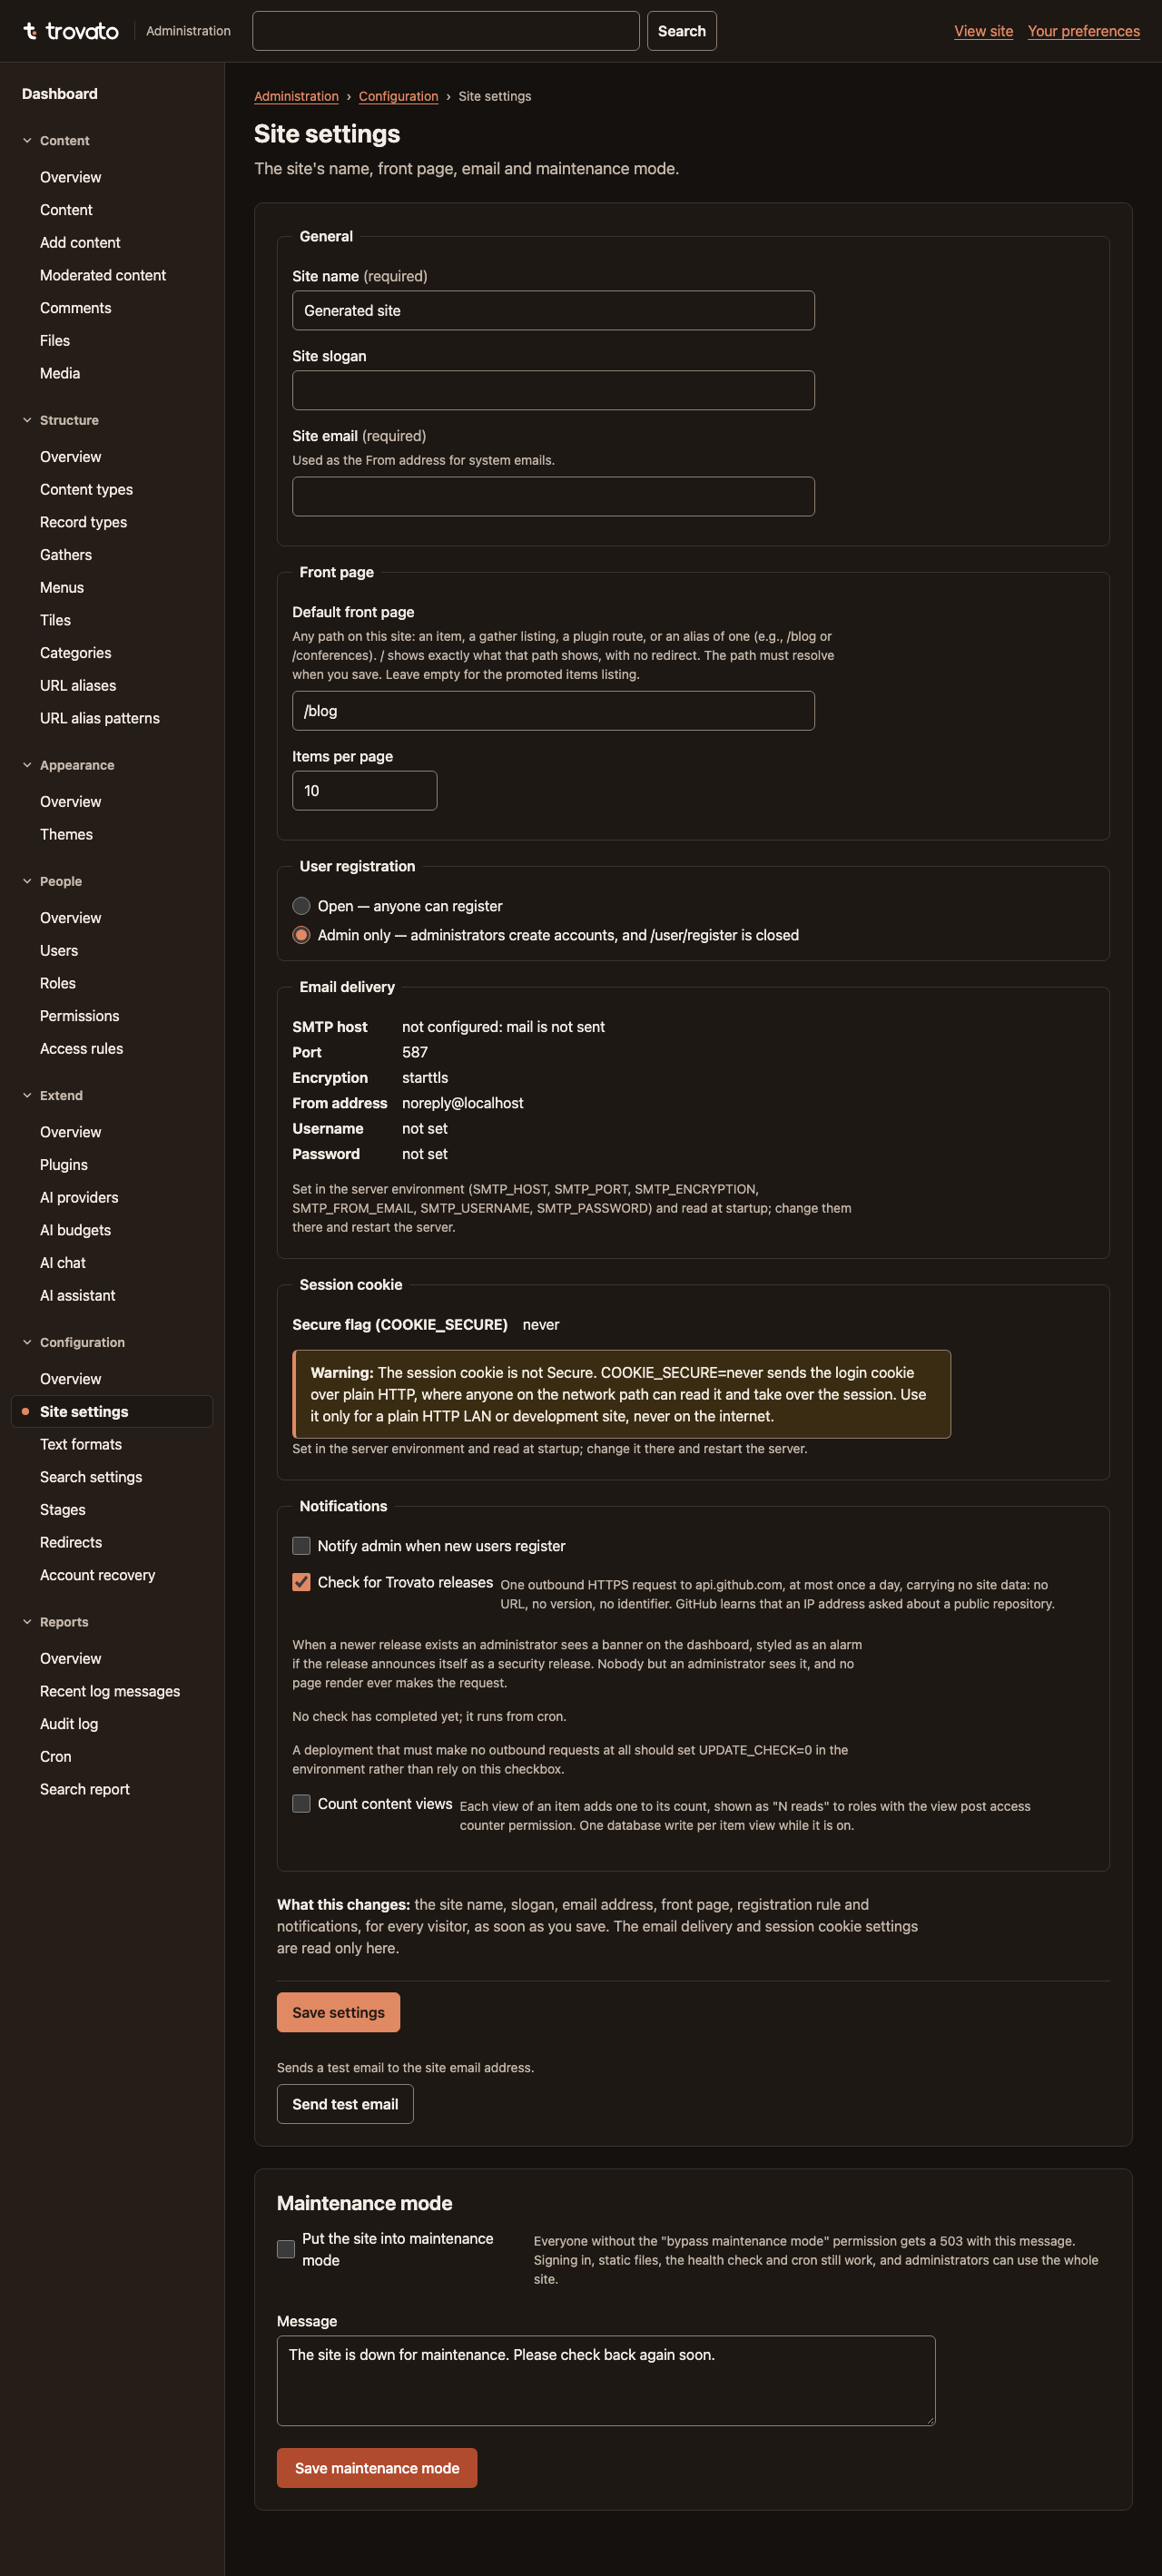 trovato
Administration
Search
View site
Your preferences
Dashboard
Content
Overview
Content
Add content
Moderated content
Comments
Files
Media
Structure
Overview
Content types
Record types
Gathers
Menus
Tiles
Categories
URL aliases
URL alias patterns
Appearance
Overview
Themes
People
Overview
Users
Roles
Permissions
Access rules
Extend
Overview
Plugins
AI providers
AI budgets
AI chat
AI assistant
Configuration
Overview
Site settings
Text formats
Search settings
Stages
Redirects
Account recovery
Reports
Overview
Recent log messages
Audit log
Cron
Search report
Administration › Configuration › Site settings
Site settings
The site's name, front page, email and maintenance mode.
General
Site name (required)
Generated site
Site slogan
Site email (required)
Used as the From address for system emails.
Front page
Default front page
Any path on this site: an item, a gather listing, a plugin route, or an alias of one (e.g., /blog or
/conferences). / shows exactly what that path shows, with no redirect. The path must resolve
when you save. Leave empty for the promoted items listing.
/blog
Items per page
10
User registration
Open — anyone can register
Admin only — administrators create accounts, and /user/register is closed
Email delivery
SMTP host not configured: mail is not sent
Port 587
Encryption starttls
From address noreply@localhost
Username not set
Password not set
Set in the server environment (SMTP_HOST, SMTP_PORT, SMTP_ENCRYPTION,
SMTP_FROM_EMAIL, SMTP_USERNAME, SMTP_PASSWORD) and read at startup; change them
there and restart the server.
Session cookie
Secure flag (COOKIE_SECURE) never
Warning: The session cookie is not Secure. COOKIE_SECURE=never sends the login cookie
over plain HTTP, where anyone on the network path can read it and take over the session. Use
it only for a plain HTTP LAN or development site, never on the internet.
Set in the server environment and read at startup; change it there and restart the server.
Notifications
Notify admin when new users register
Check for Trovato releases
One outbound HTTPS request to api.github.com, at most once a day, carrying no site data: no
URL, no version, no identifier. GitHub learns that an IP address asked about a public repository.
When a newer release exists an administrator sees a banner on the dashboard, styled as an alarm
if the release announces itself as a security release. Nobody but an administrator sees it, and no
page render ever makes the request.
No check has completed yet; it runs from cron.
A deployment that must make no outbound requests at all should set UPDATE_CHECK=0 in the
environment rather than rely on this checkbox.
Count content views
Each view of an item adds one to its count, shown as "N reads" to roles with the view post access
counter permission. One database write per item view while it is on.
What this changes: the site name, slogan, email address, front page, registration rule and
notifications, for every visitor, as soon as you save. The email delivery and session cookie settings
are read only here.
Save settings
Sends a test email to the site email address.
Send test email
Maintenance mode
Put the site into maintenance
mode
Everyone without the "bypass maintenance mode" permission gets a 503 with this message.
Signing in, static files, the health check and cron still work, and administrators can use the whole
site.
Message
The site is down for maintenance. Please check back again soon.
Save maintenance mode